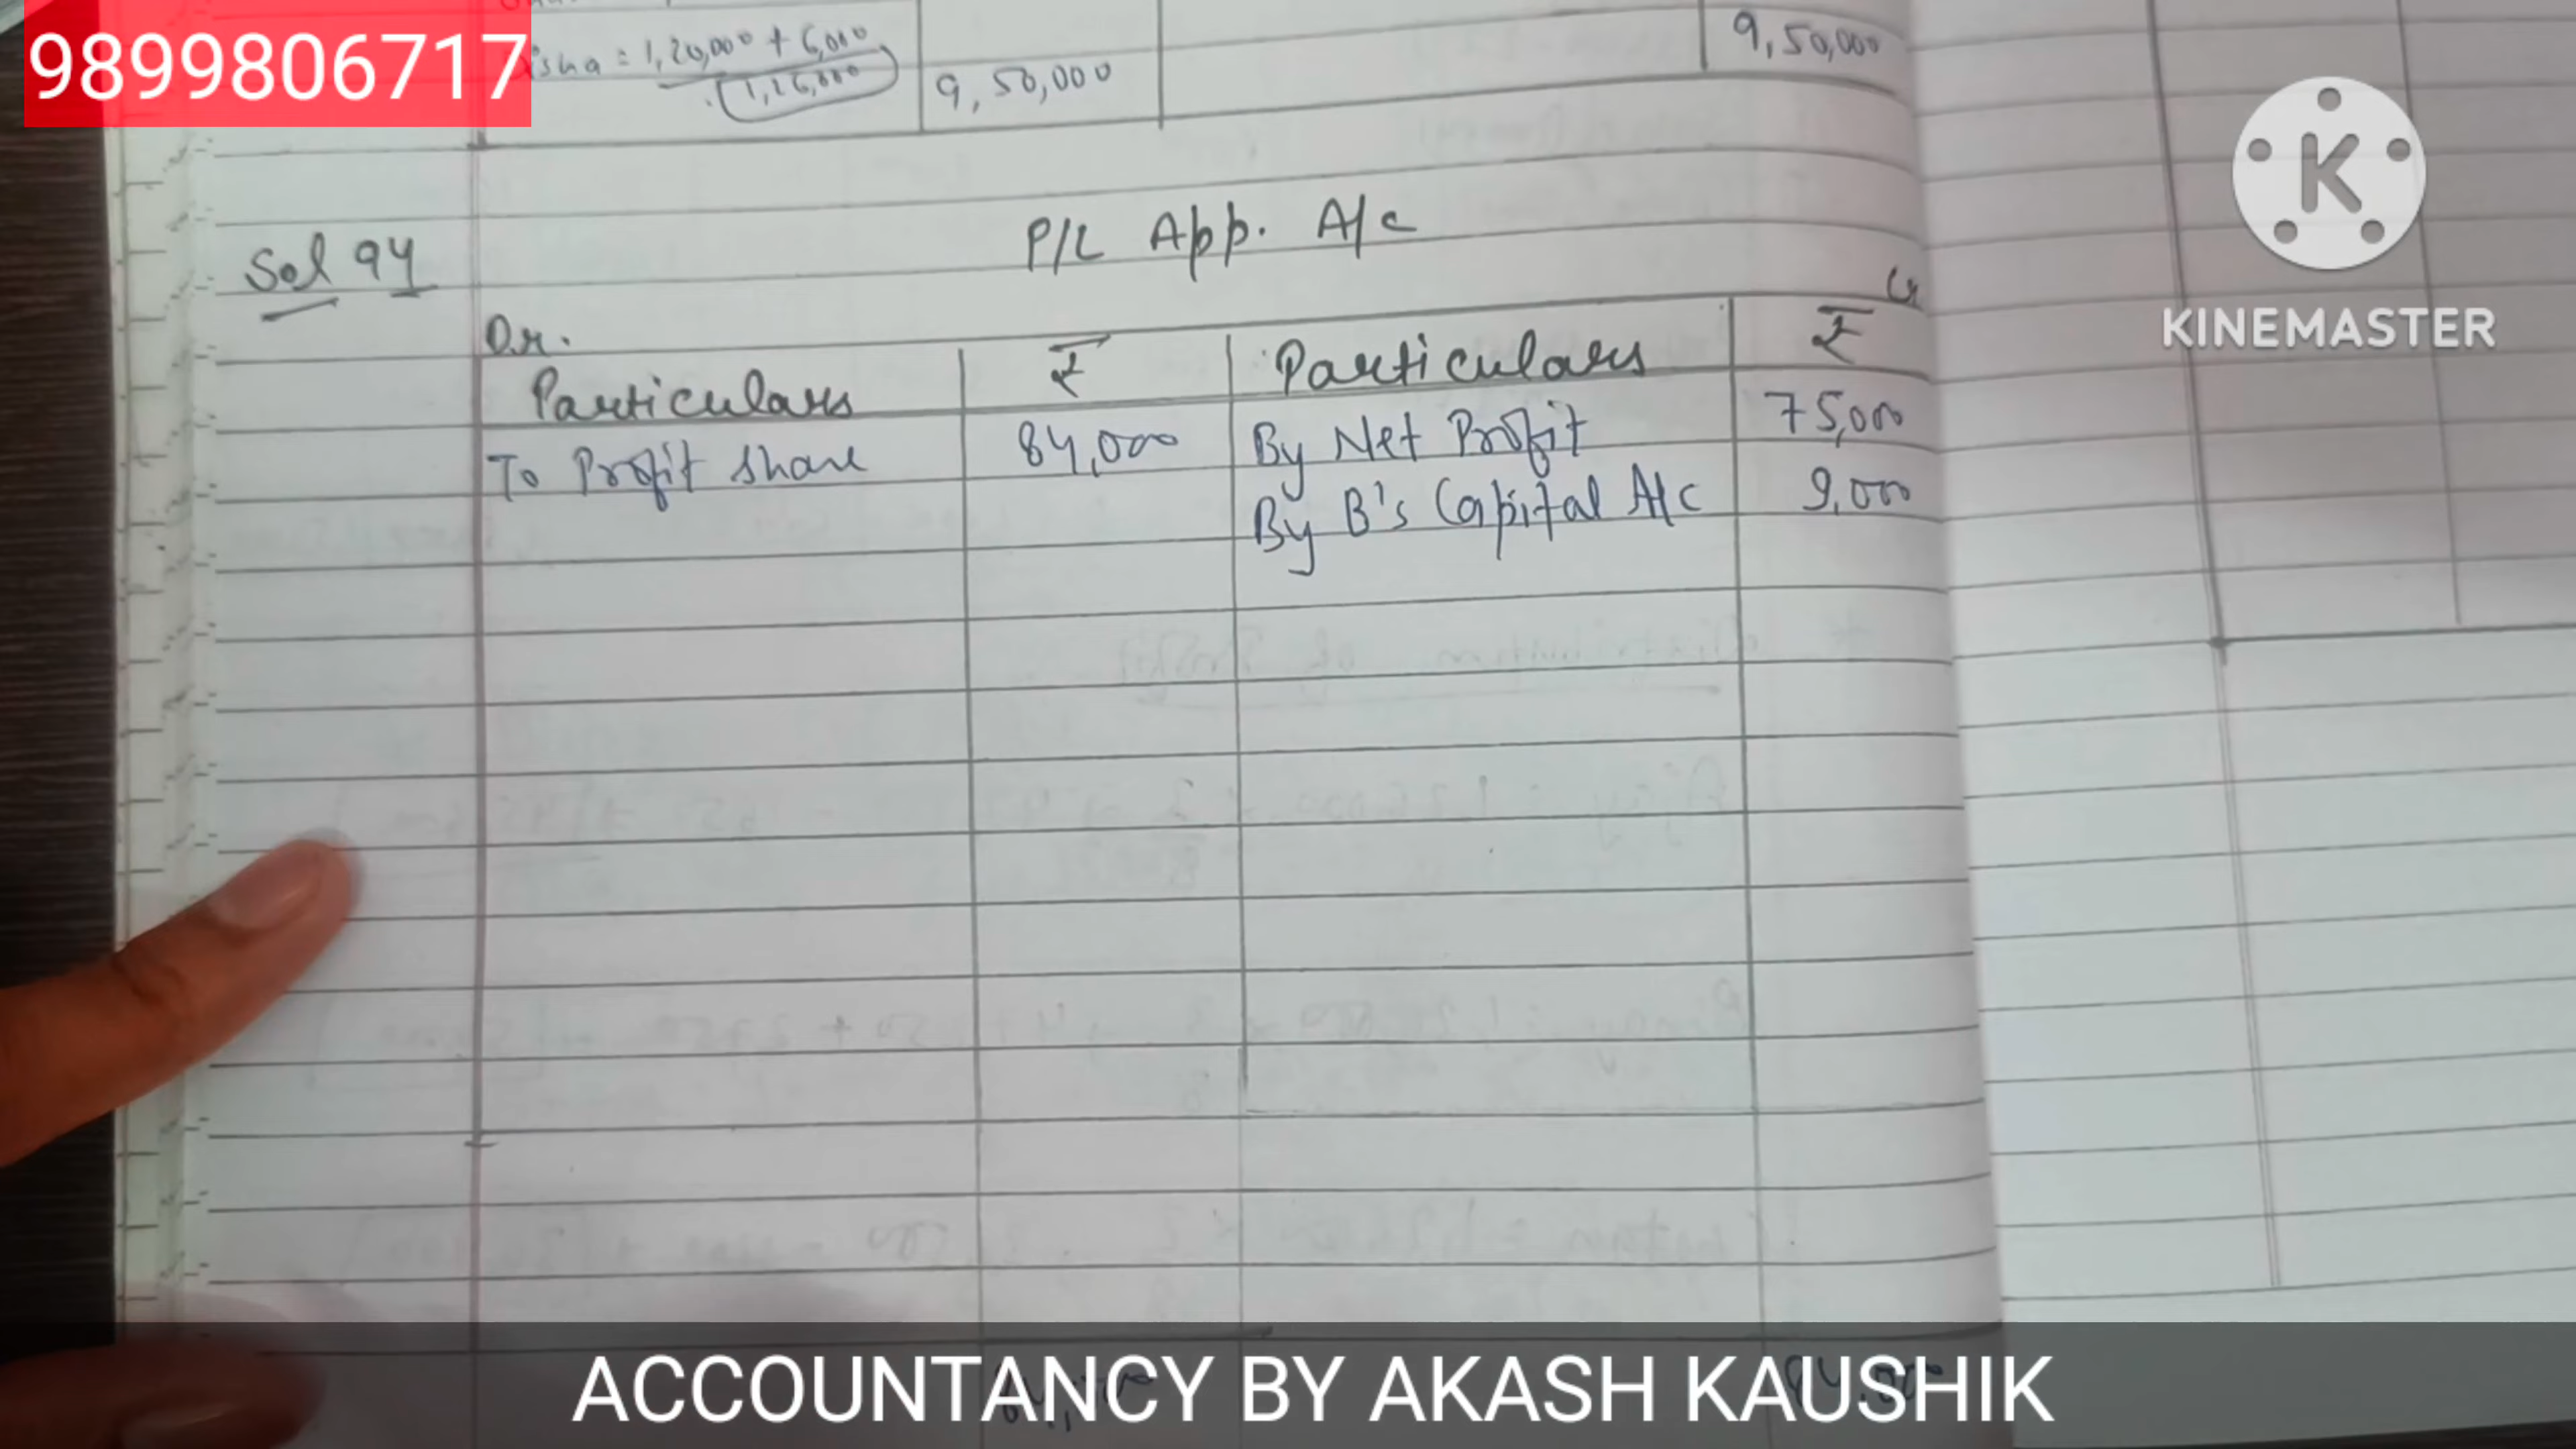 9899806717
= 1,20,000 + 6,000
1,26,000
9,50,000
9,50,000
KINEMASTER
Sol 94
P/L App. A/c
Dr.
Cr
Particulars ₹ Particulars ₹
To Profit share 84,000 By Net Profit 75,000
By B's Capital A/c 9,000
ACCOUNTANCY BY AKASH KAUSHIK